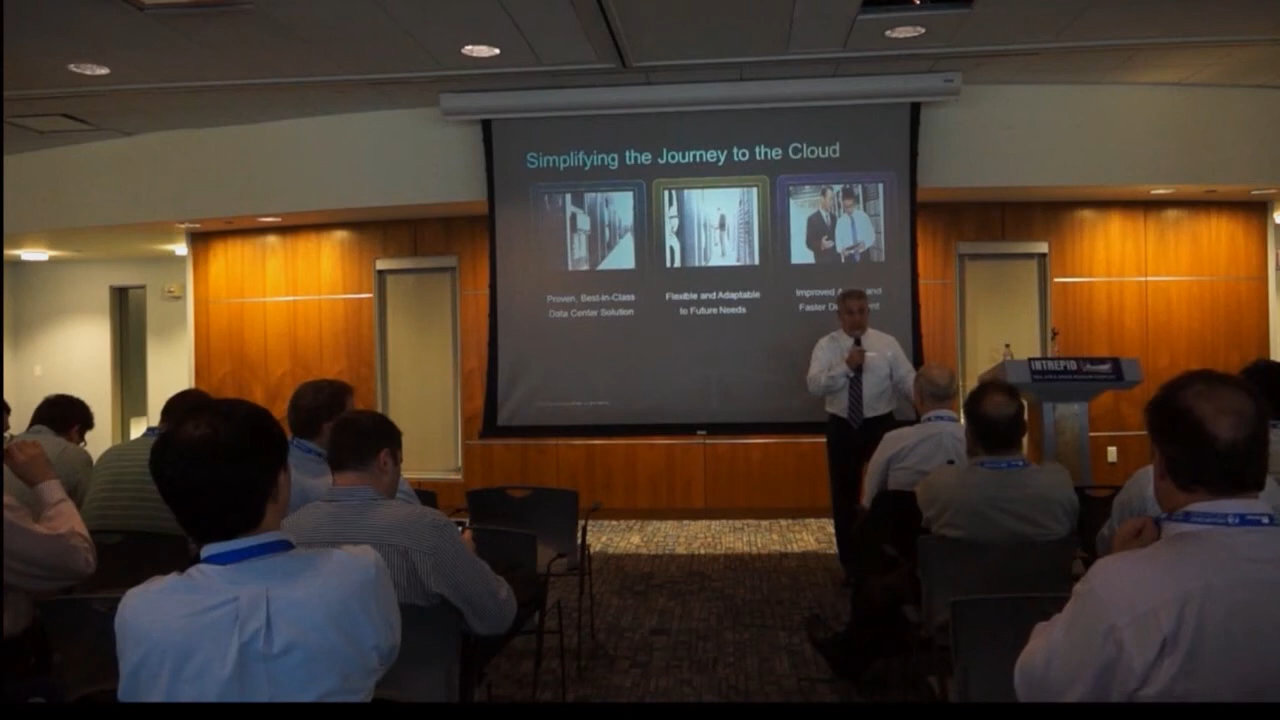 Simplifying the Journey to the Cloud
Proven, Best-in-Class
Data Center Solution
Flexible and Adaptable
to Future Needs
Improved and
Faster
INTREPID